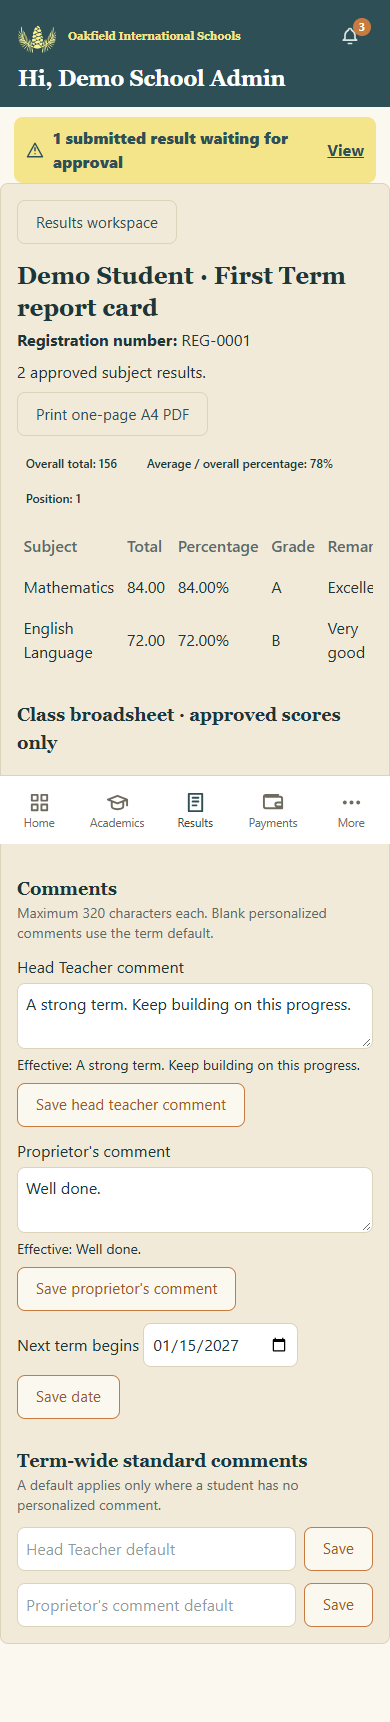 Oakfield International Schools
3
Hi, Demo School Admin
1 submitted result waiting for
approval
View
Results workspace
Demo Student · First Term
report card
Registration number: REG-0001
2 approved subject results.
Print one-page A4 PDF
Overall total: 156 Average / overall percentage: 78%
Position: 1
Subject Total Percentage Grade Remar
Mathematics 84.00 84.00% A Excelle
English
Language 72.00 72.00% B Very
good
Class broadsheet · approved scores
only
Home Academics Results Payments More
Comments
Maximum 320 characters each. Blank personalized
comments use the term default.
Head Teacher comment
A strong term. Keep building on this progress.
Effective: A strong term. Keep building on this progress.
Save head teacher comment
Proprietor's comment
Well done.
Effective: Well done.
Save proprietor's comment
Next term begins 01/15/2027
Save date
Term-wide standard comments
A default applies only where a student has no
personalized comment.
Head Teacher default Save
Proprietor's comment default Save